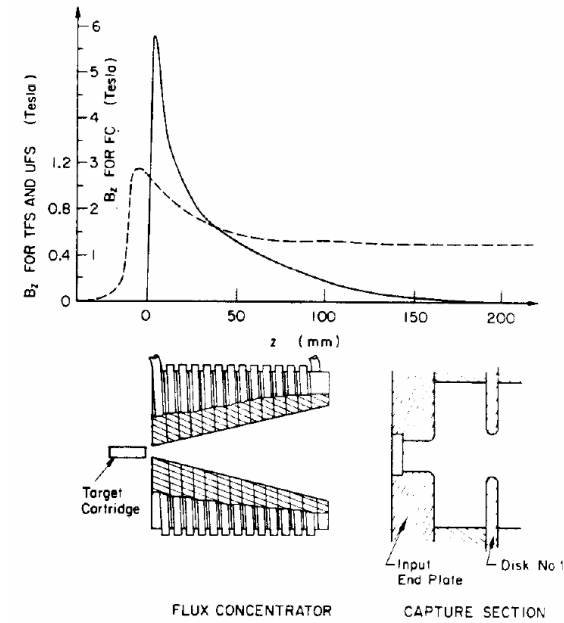 B_z FOR TFS AND UFS (Tesla)
B_z FOR FC (Tesla)
6
5
4
1.2
3
0.8
2
0.4
1
0
0
50
100
150
200
z (mm)
Target
Cartridge
Input
End Plate
Disk No 1
FLUX CONCENTRATOR
CAPTURE SECTION